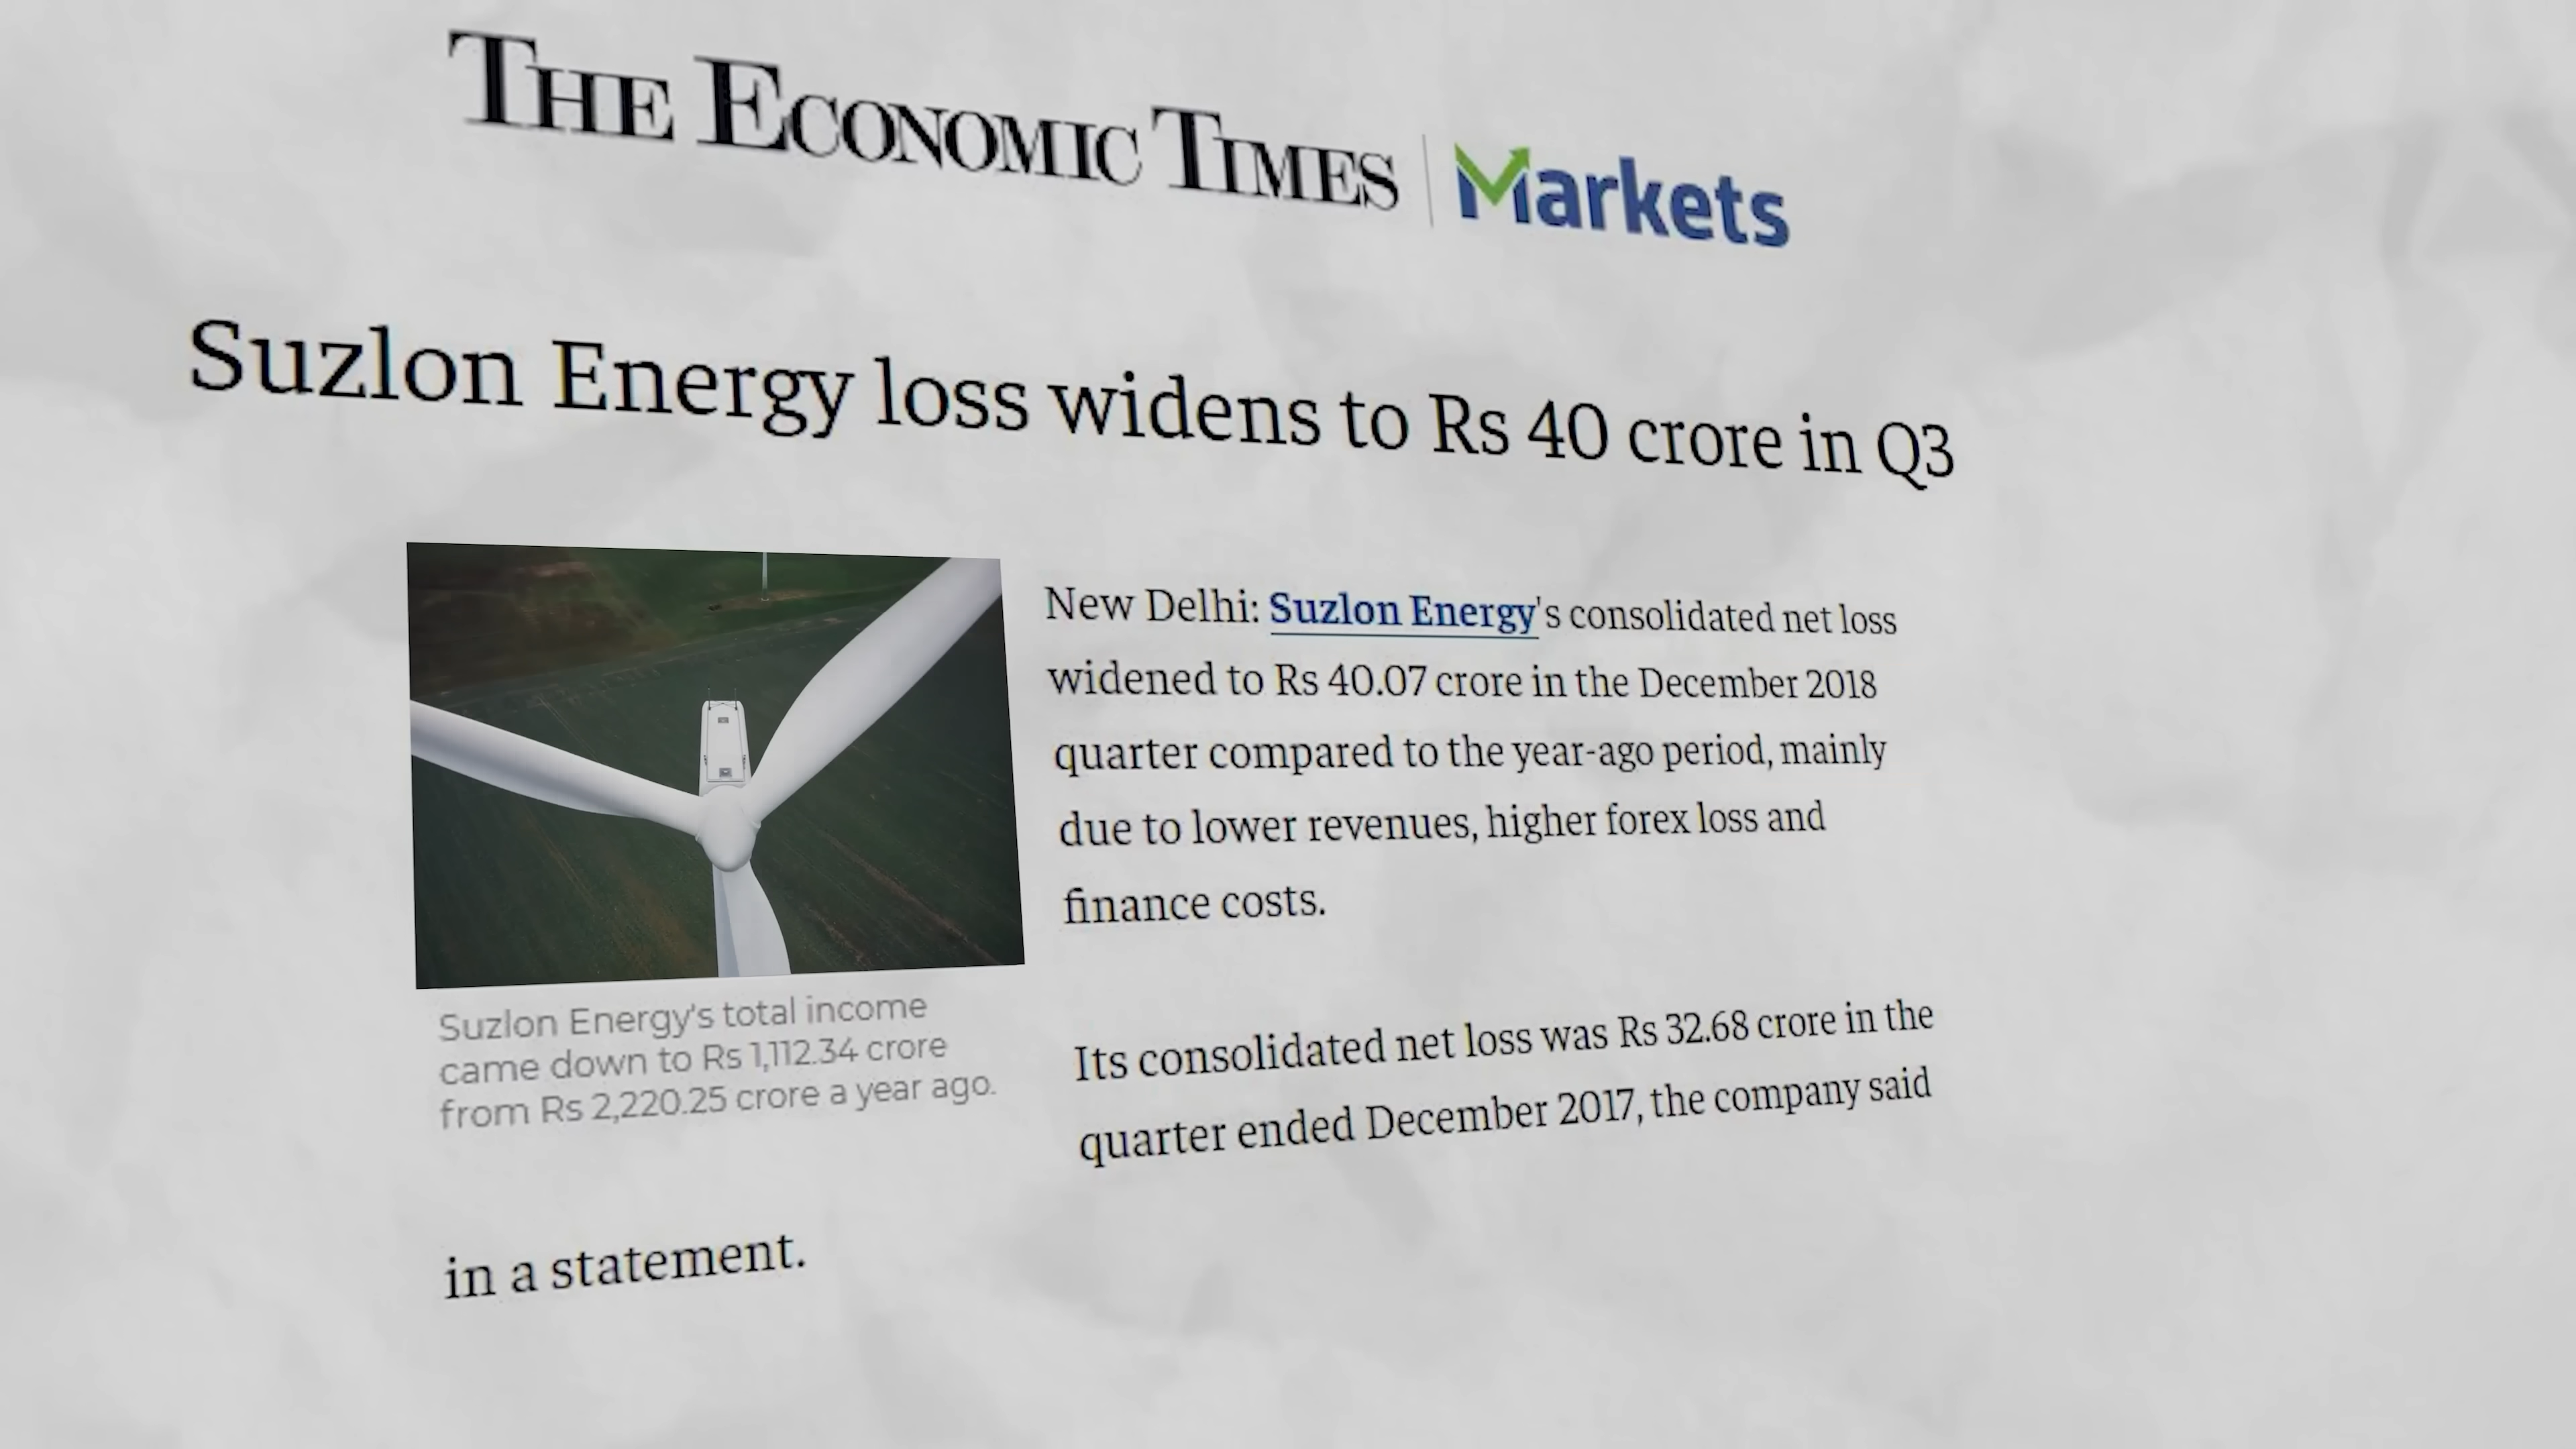 THE ECONOMIC TIMES | Markets
Suzlon Energy loss widens to Rs 40 crore in Q3
New Delhi: Suzlon Energy's consolidated net loss
widened to Rs 40.07 crore in the December 2018
quarter compared to the year-ago period, mainly
due to lower revenues, higher forex loss and
finance costs.
Suzlon Energy's total income
came down to Rs 1,112.34 crore
from Rs 2,220.25 crore a year ago.
Its consolidated net loss was Rs 32.68 crore in the
quarter ended December 2017, the company said
in a statement.